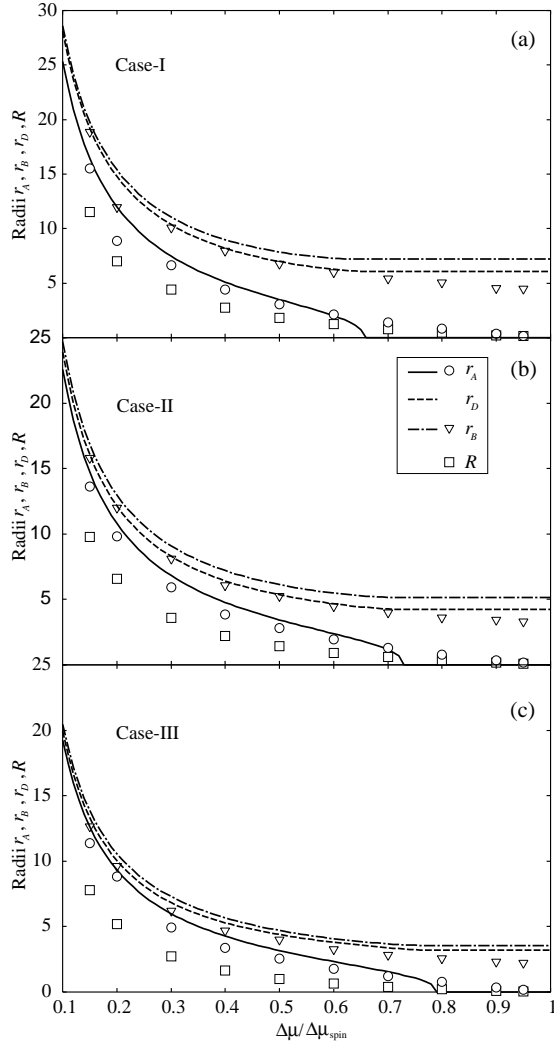 30
(a)
Case-I
25
20
15
10
5
Radii r_A, r_B, r_D, R
25
(b)
Case-II
r_A
r_D
r_B
R
20
15
10
5
Radii r_A, r_B, r_D, R
25
(c)
Case-III
20
15
10
5
0
Radii r_A, r_B, r_D, R
0.1 0.2 0.3 0.4 0.5 0.6 0.7 0.8 0.9 1
Δμ/Δμ_spin